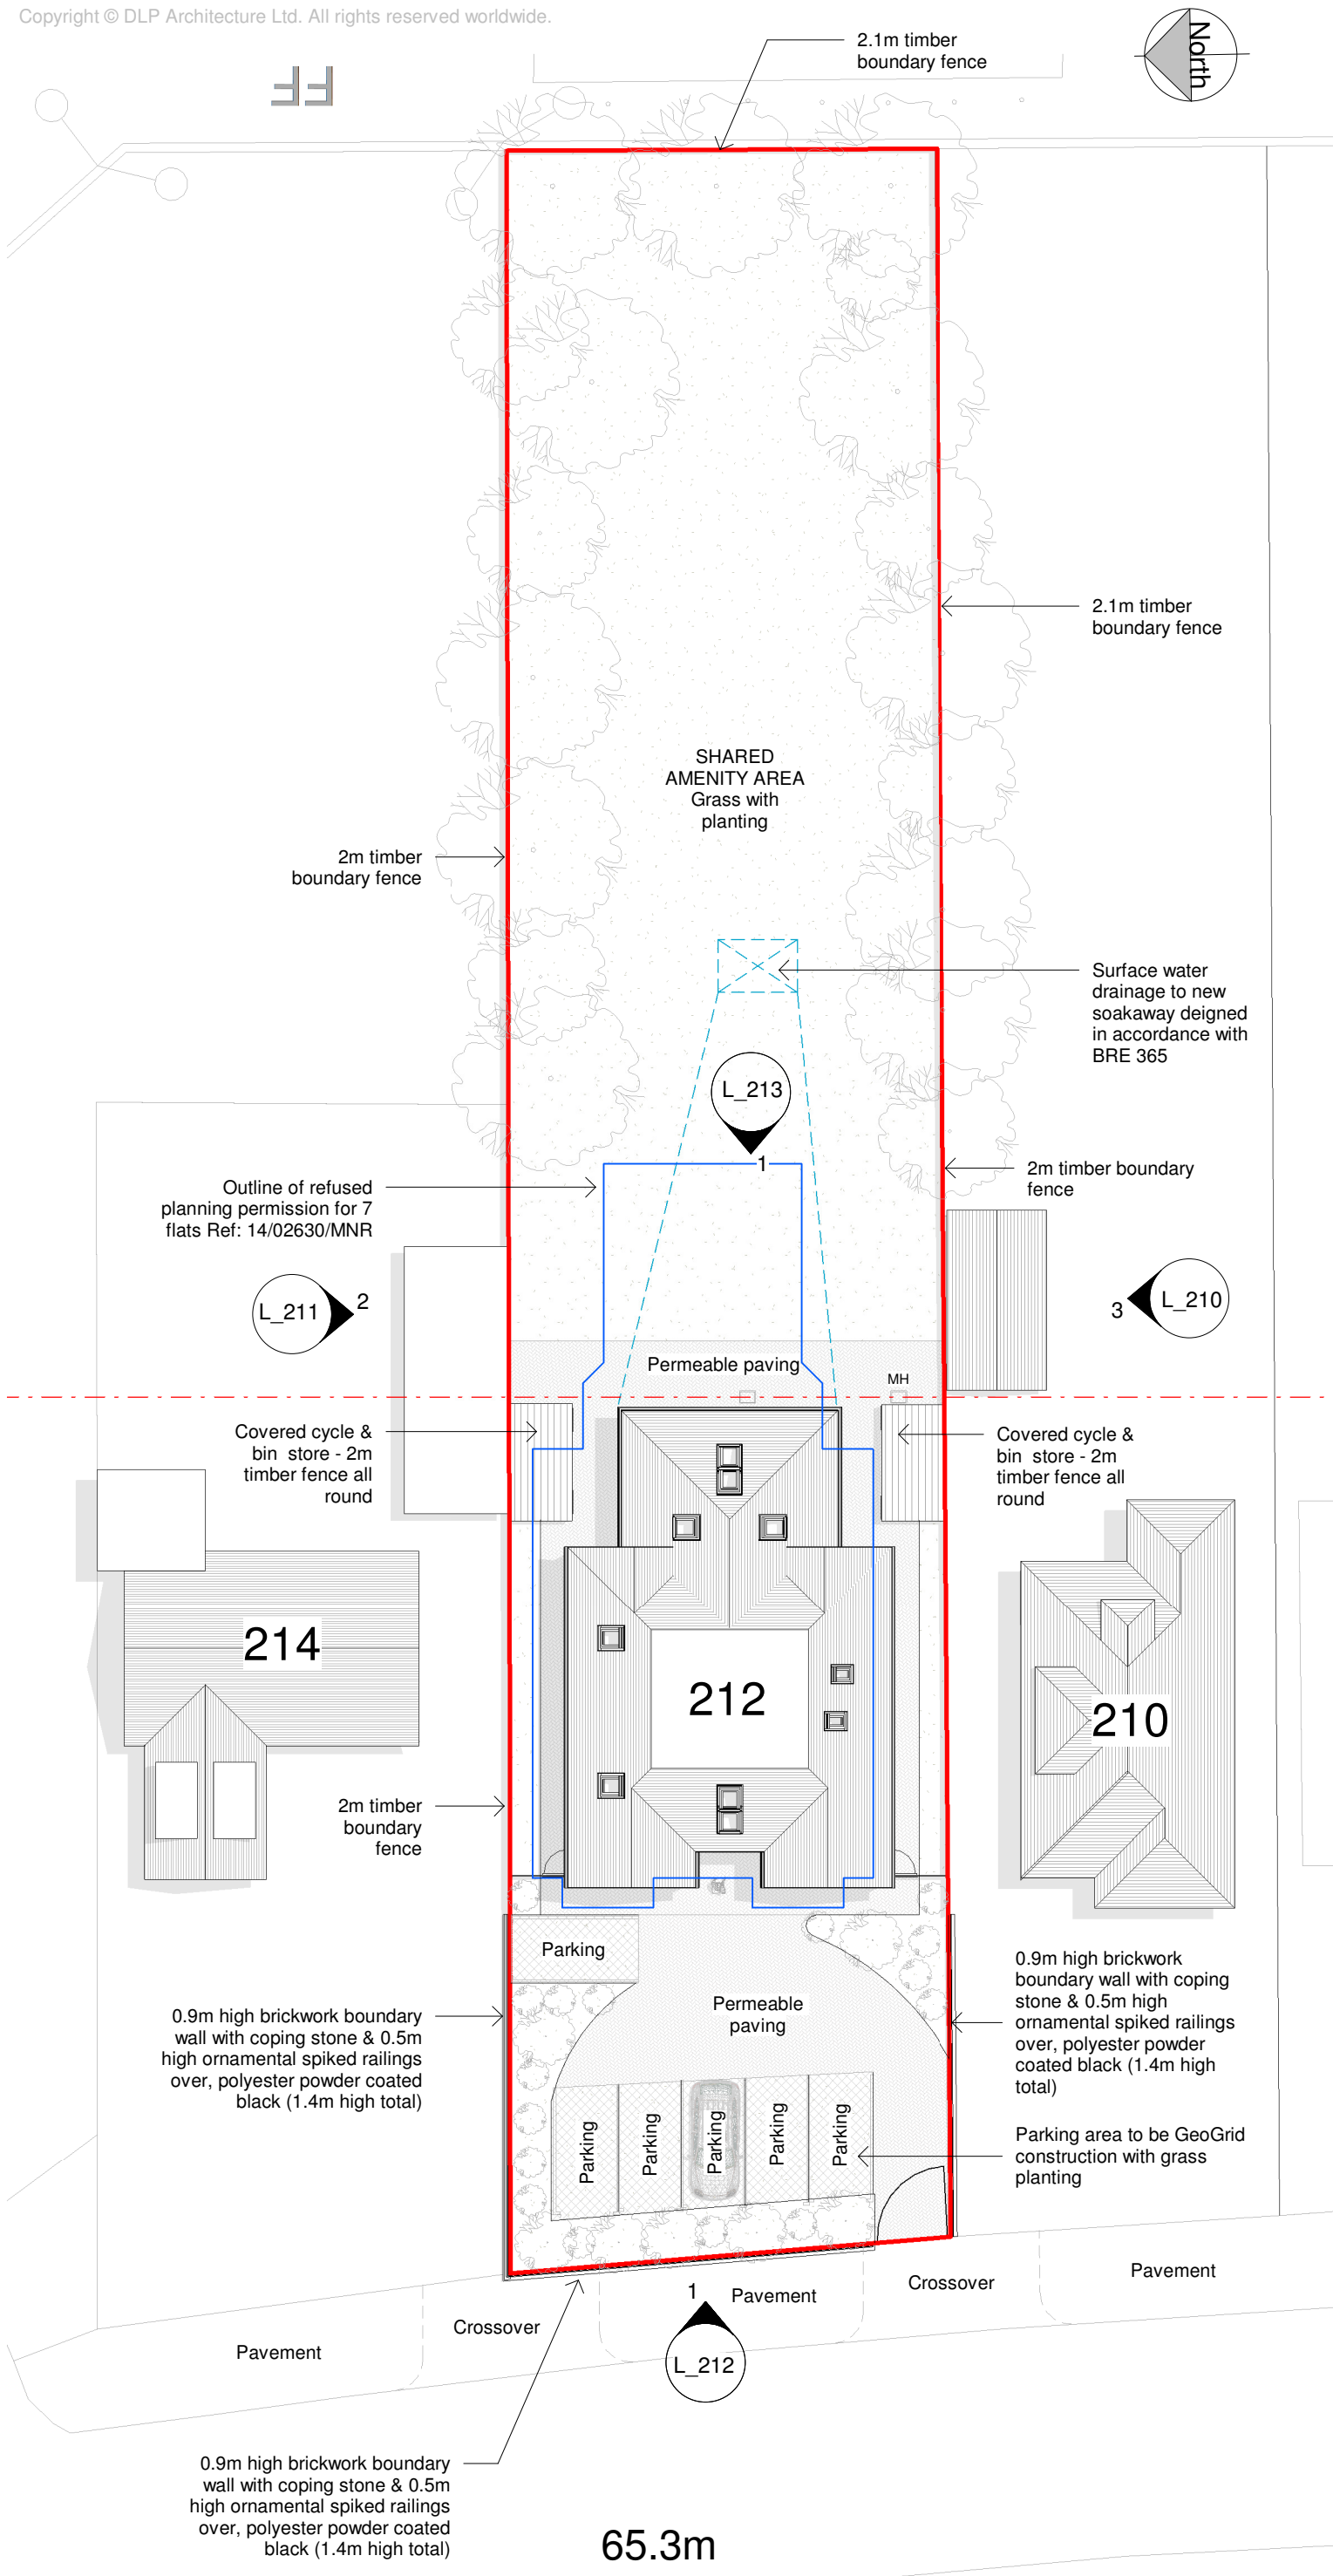 Copyright © DLP Architecture Ltd. All rights reserved worldwide.
2.1m timber
boundary fence
North
2.1m timber
boundary fence
SHARED
AMENITY AREA
Grass with
planting
2m timber
boundary fence
Surface water
drainage to new
soakaway deigned
in accordance with
BRE 365
L_213
1
2m timber boundary
fence
Outline of refused
planning permission for 7
flats Ref: 14/02630/MNR
L_211
2
3
L_210
Permeable paving
MH
Covered cycle &
bin store - 2m
timber fence all
round
Covered cycle &
bin store - 2m
timber fence all
round
214
212
210
2m timber
boundary
fence
Parking
0.9m high brickwork
boundary wall with coping
stone & 0.5m high
ornamental spiked railings
over, polyester powder
coated black (1.4m high
total)
0.9m high brickwork boundary
wall with coping stone & 0.5m
high ornamental spiked railings
over, polyester powder coated
black (1.4m high total)
Permeable
paving
Parking
Parking
Parking
Parking
Parking
Parking area to be GeoGrid
construction with grass
planting
Pavement
Crossover
1
Pavement
Crossover
Pavement
L_212
0.9m high brickwork boundary
wall with coping stone & 0.5m
high ornamental spiked railings
over, polyester powder coated
black (1.4m high total)
65.3m